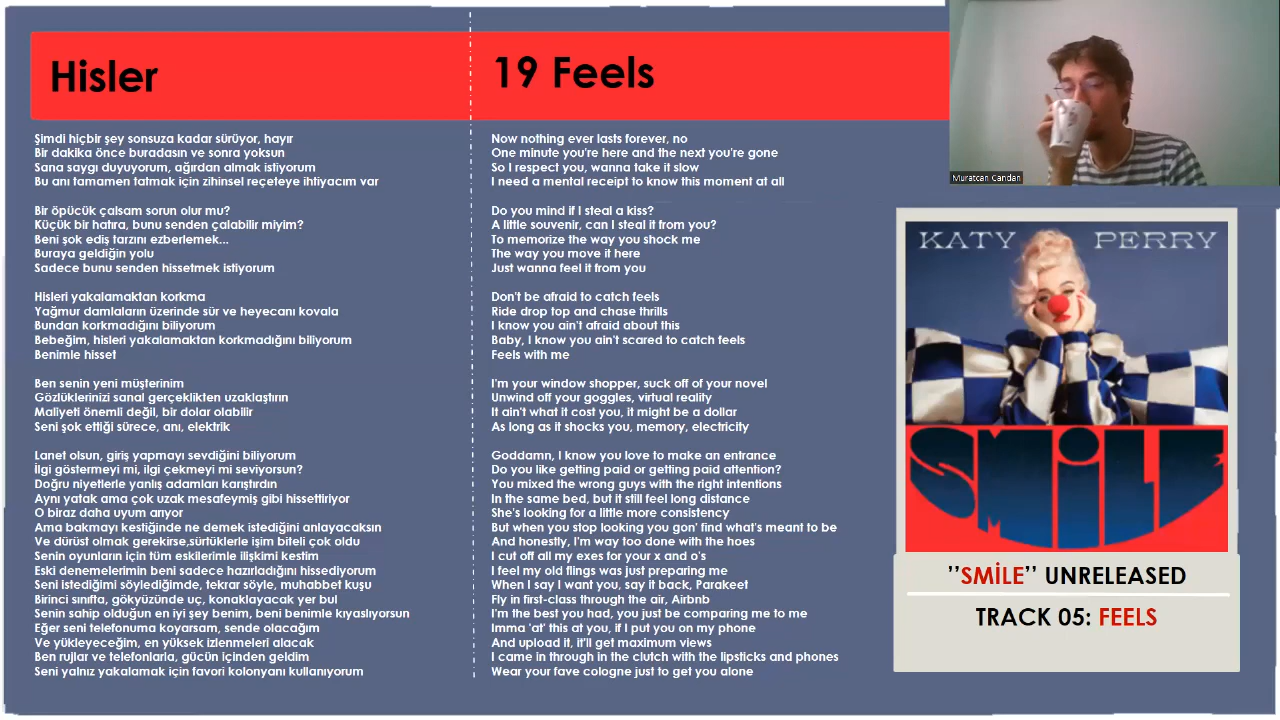 Hisler
Şimdi hiçbir şey sonsuza kadar sürüyor, hayır
Bir dakika önce buradasın ve sonra yoksun
Sana saygı duyuyorum, ağırdan almak istiyorum
Bu anı tamamen tatmak için zihinsel reçeteye ihtiyacım var
Bir öpücük çalsam sorun olur mu?
Küçük bir hatıra, bunu senden çalabilir miyim?
Beni şok ediş tarzını ezberlemek...
Buraya geldiğin yolu
Sadece bunu senden hissetmek istiyorum
Hisleri yakalamaktan korkma
Yağmur damlaların üzerinde sür ve heyecanı kovala
Bundan korkmadığını biliyorum
Bebeğim, hisleri yakalamaktan korkmadığını biliyorum
Benimle hisset
Ben senin yeni müşterinim
Gözlüklerinizi sanal gerçeklikten uzaklaştırın
Maliyeti önemli değil, bir dolar olabilir
Seni şok ettiği sürece, anı, elektrik
Lanet olsun, giriş yapmayı sevdiğini biliyorum
İlgi göstermeyi mi, ilgi çekmeyi mi seviyorsun?
Doğru niyetlerle yanlış adamları karıştırdın
Aynı yatak ama çok uzak mesafeymiş gibi hissettiriyor
O biraz daha uyum arıyor
Ama bakmayı kestiğinde ne demek istediğini anlayacaksın
Ve dürüst olmak gerekirse,sürtüklerle işim biteli çok oldu
Senin oyunların için tüm eskilerimle ilişkimi kestim
Eski denemelerimin beni sadece hazırladığını hissediyorum
Seni istediğimi söylediğimde, tekrar söyle, muhabbet kuşu
Birinci sınıfta, gökyüzünde uç, konaklayacak yer bul
Senin sahip olduğun en iyi şey benim, beni benimle kıyaslıyorsun
Eğer seni telefonuma koyarsam, sende olacağım
Ve yükleyeceğim, en yüksek izlenmeleri alacak
Ben rujlar ve telefonlarla, gücün içinden geldim
Seni yalnız yakalamak için favori kolonyanı kullanıyorum
19 Feels
Now nothing ever lasts forever, no
One minute you're here and the next you're gone
So I respect you, wanna take it slow
I need a mental receipt to know this moment at all
Do you mind if I steal a kiss?
A little souvenir, can I steal it from you?
To memorize the way you shock me
The way you move it here
Just wanna feel it from you
Don't be afraid to catch feels
Ride drop top and chase thrills
I know you ain't afraid about this
Baby, I know you ain't scared to catch feels
Feels with me
I'm your window shopper, suck off of your novel
Unwind off your goggles, virtual reality
It ain't what it cost you, it might be a dollar
As long as it shocks you, memory, electricity
Goddamn, I know you love to make an entrance
Do you like getting paid or getting paid attention?
You mixed the wrong guys with the right intentions
In the same bed, but it still feel long distance
She's looking for a little more consistency
But when you stop looking you gon' find what's meant to be
And honestly, I'm way too done with the hoes
I cut off all my exes for your x and o's
I feel my old flings was just preparing me
When I say I want you, say it back, Parakeet
Fly in first-class through the air, Airbnb
I'm the best you had, you just be comparing me to me
Imma 'at' this at you, if I put you on my phone
And upload it, it'll get maximum views
I came in through in the clutch with the lipsticks and phones
Wear your fave cologne just to get you alone
Muratcan Candan
KATY PERRY
SMiLE
’’SMİLE’’ UNRELEASED
TRACK 05: FEELS